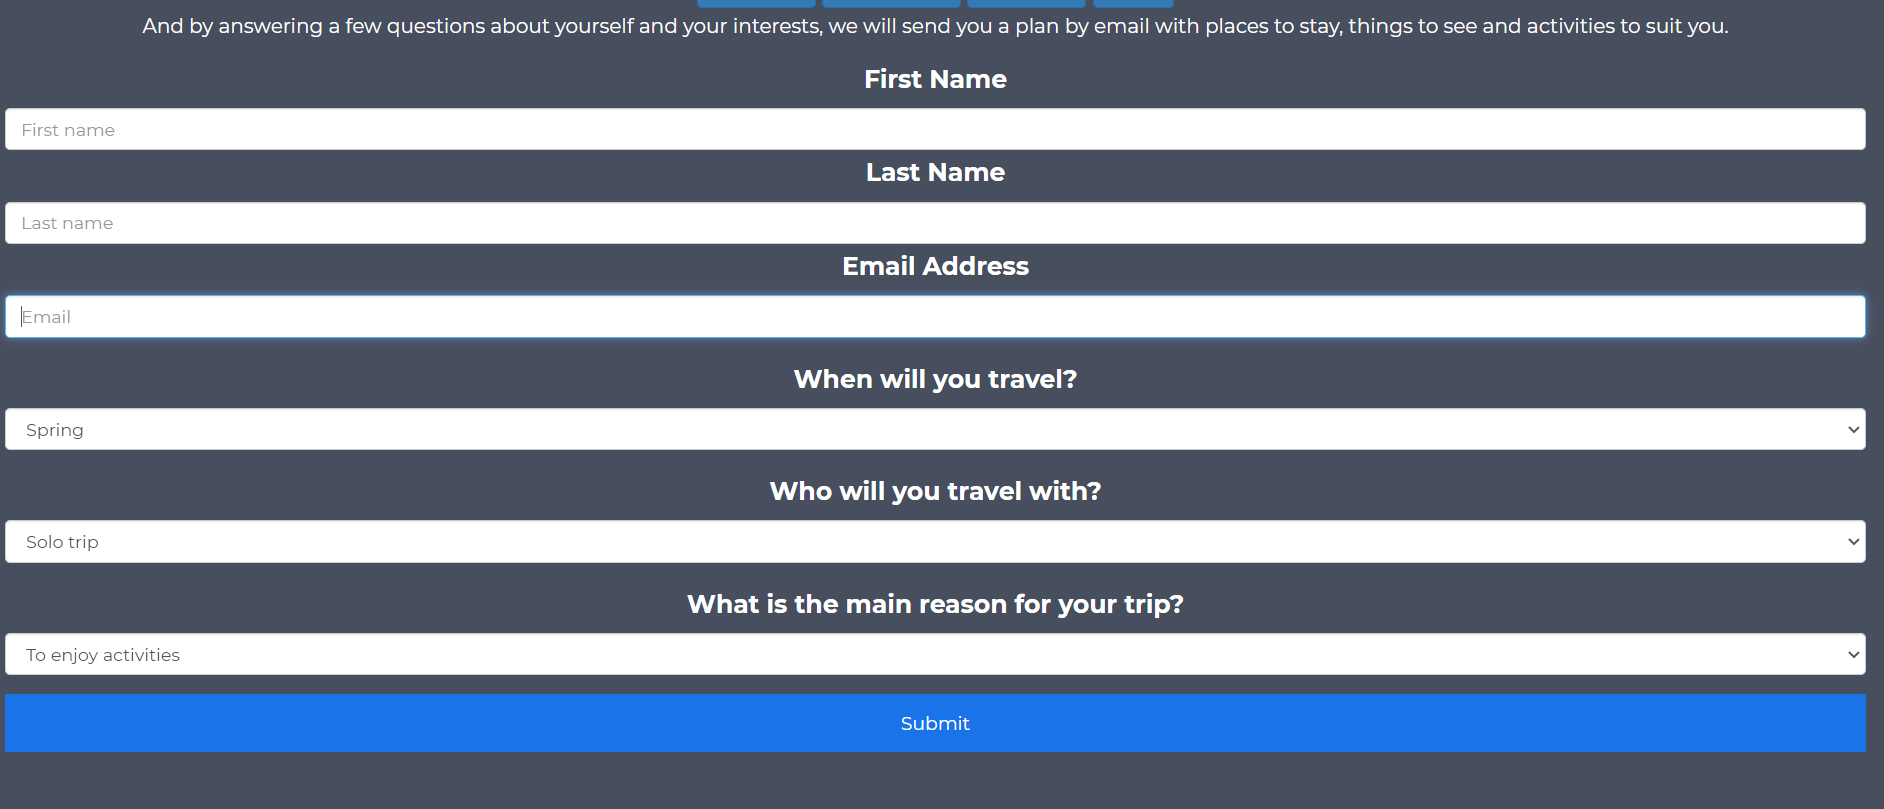 And by answering a few questions about yourself and your interests, we will send you a plan by email with places to stay, things to see and activities to suit you.
First Name
First name
Last Name
Last name
Email Address
Email
When will you travel?
Spring
Who will you travel with?
Solo trip
What is the main reason for your trip?
To enjoy activities
Submit